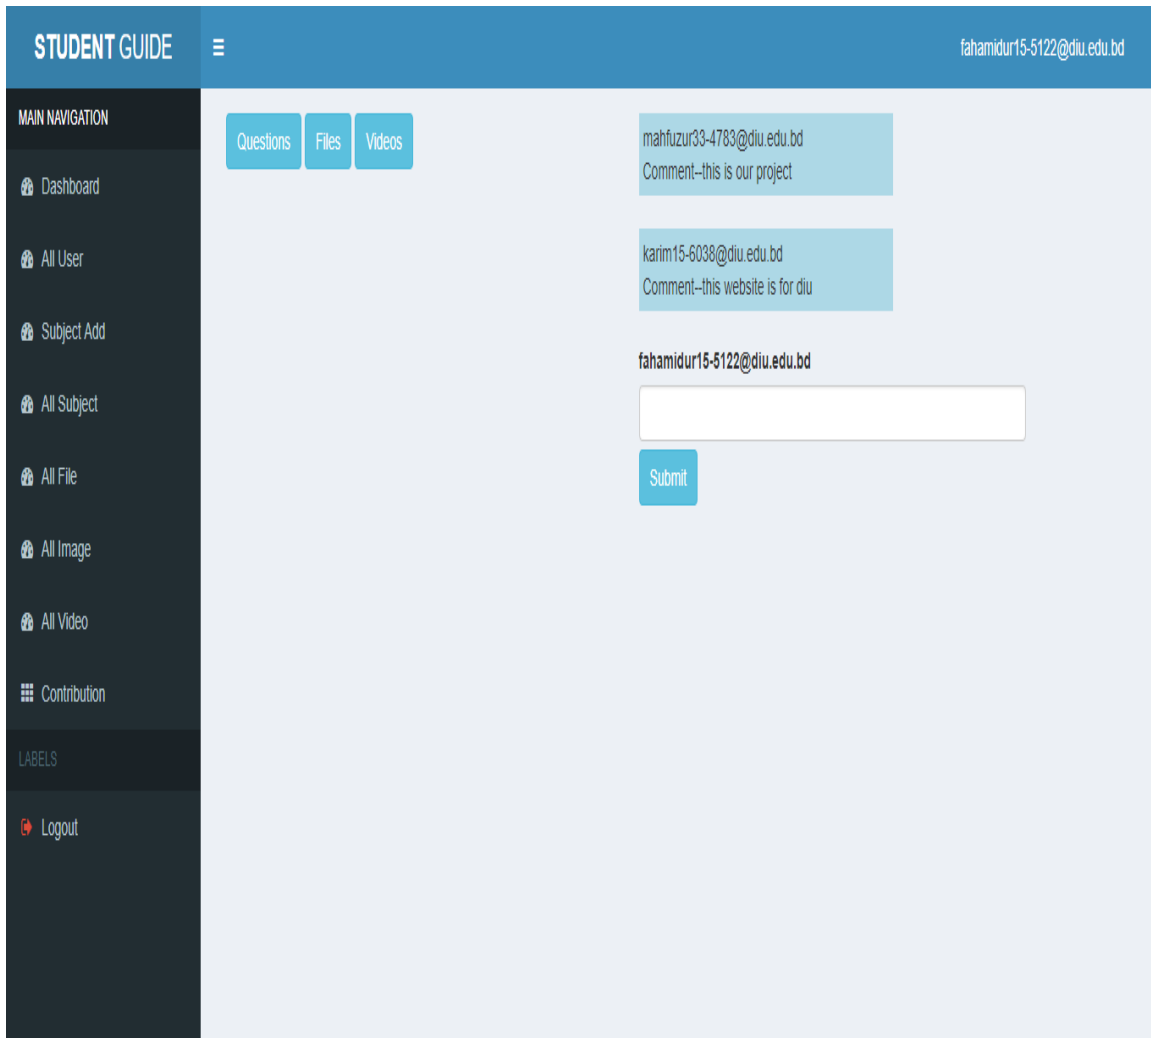 STUDENT GUIDE
fahamidur15-5122@diu.edu.bd
MAIN NAVIGATION
Dashboard
All User
Subject Add
All Subject
All File
All Image
All Video
Contribution
LABELS
Logout
Questions Files Videos
mahfuzur33-4783@diu.edu.bd
Comment--this is our project
karim15-6038@diu.edu.bd
Comment--this website is for diu
fahamidur15-5122@diu.edu.bd
Submit